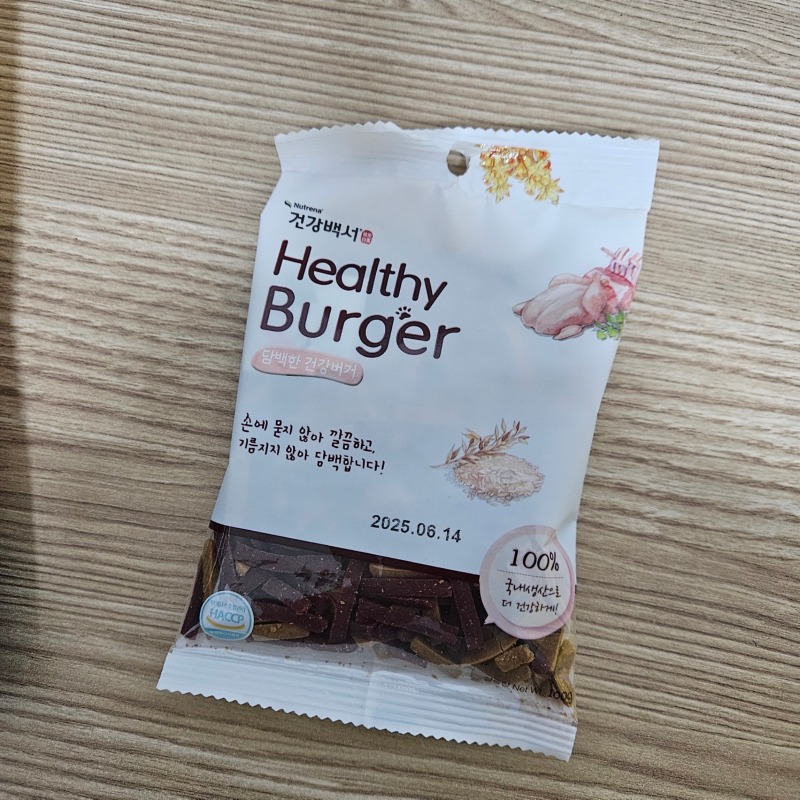 Nutrena
건강백서
Healthy
Burger
담백한 건강버거
손에 묻지 않아 깔끔하고,
기름지지 않아 담백합니다!
2025.06.14
100%
국내생산으로
더 건강하게!
HACCP
Net Wt. 100g